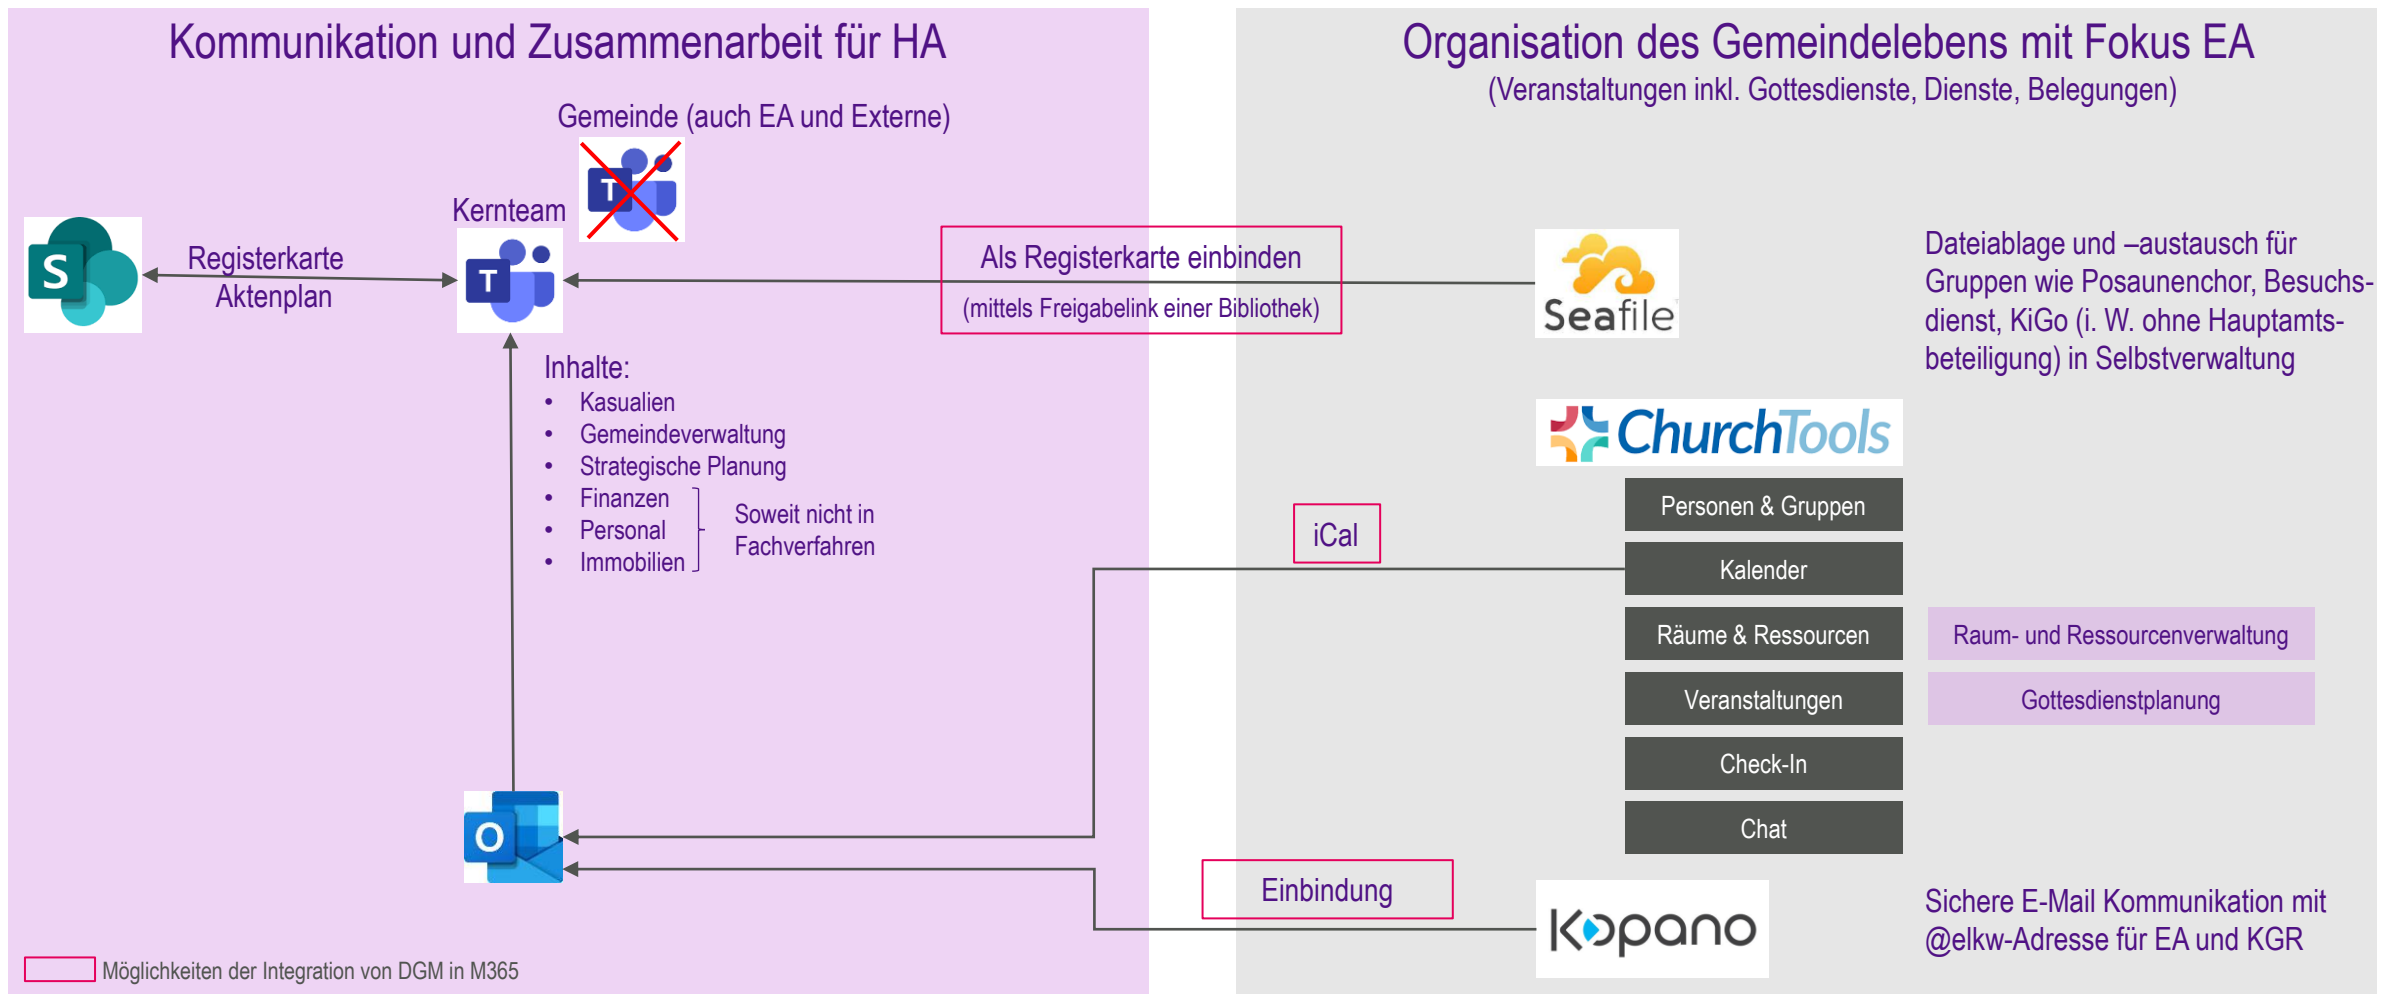 Kommunikation und Zusammenarbeit für HA
Gemeinde (auch EA und Externe)
T
Kernteam
S
Registerkarte
Aktenplan
T
Inhalte:
• Kasualien
• Gemeindeverwaltung
• Strategische Planung
• Finanzen
• Personal
• Immobilien
Soweit nicht in
Fachverfahren
O
Möglichkeiten der Integration von DGM in M365
Als Registerkarte einbinden
(mittels Freigabelink einer Bibliothek)
iCal
Einbindung
Organisation des Gemeindelebens mit Fokus EA
(Veranstaltungen inkl. Gottesdienste, Dienste, Belegungen)
Seafile
Dateiablage und –austausch für
Gruppen wie Posaunenchor, Besuchs-
dienst, KiGo (i. W. ohne Hauptamts-
beteiligung) in Selbstverwaltung
ChurchTools
Personen & Gruppen
Kalender
Räume & Ressourcen
Raum- und Ressourcenverwaltung
Veranstaltungen
Gottesdienstplanung
Check-In
Chat
Kopano
Sichere E-Mail Kommunikation mit
@elkw-Adresse für EA und KGR